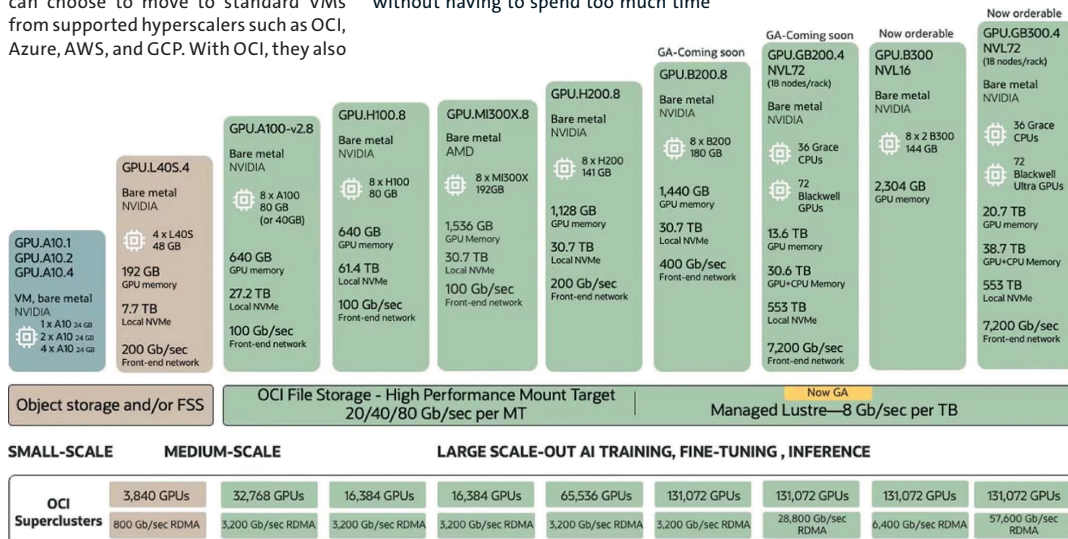 can choose to move to standard VMs
from supported hyperscalers such as OCI,
Azure, AWS, and GCP. With OCI, they also
without having to spend too much time
GPU.A10.1
GPU.A10.2
GPU.A10.4
VM, bare metal
NVIDIA
1 x A10 24 GB
2 x A10 24 GB
4 x A10 24 GB
GPU.L40S.4
Bare metal
NVIDIA
4 x L40S
48 GB
192 GB
GPU memory
7.7 TB
Local NVMe
200 Gb/sec
Front-end network
GPU.A100-v2.8
Bare metal
NVIDIA
8 x A100
80 GB
(or 40GB)
640 GB
GPU memory
27.2 TB
Local NVMe
100 Gb/sec
Front-end network
GPU.H100.8
Bare metal
NVIDIA
8 x H100
80 GB
640 GB
GPU memory
61.4 TB
Local NVMe
100 Gb/sec
Front-end network
GPU.MI300X.8
Bare metal
AMD
8 x MI300X
192GB
1,536 GB
GPU Memory
30.7 TB
Local NVMe
100 Gb/sec
Front-end network
GPU.H200.8
Bare metal
NVIDIA
8 x H200
141 GB
1,128 GB
GPU memory
30.7 TB
Local NVMe
200 Gb/sec
Front-end network
GA-Coming soon
GPU.B200.8
Bare metal
NVIDIA
8 x B200
180 GB
1,440 GB
GPU memory
30.7 TB
Local NVMe
400 Gb/sec
Front-end network
GA-Coming soon
GPU.GB200.4
NVL72
(18 nodes/rack)
Bare metal
NVIDIA
36 Grace
CPUs
72
Blackwell
GPUs
13.6 TB
GPU memory
30.6 TB
GPU+CPU Memory
553 TB
Local NVMe
7,200 Gb/sec
Front-end network
Now orderable
GPU.B300
NVL16
Bare metal
NVIDIA
8 x 2 B300
144 GB
2,304 GB
GPU memory
Now orderable
GPU.GB300.4
NVL72
(18 nodes/rack)
Bare metal
NVIDIA
36 Grace
CPUs
72
Blackwell
Ultra GPUs
20.7 TB
GPU memory
38.7 TB
GPU+CPU Memory
553 TB
Local NVMe
7,200 Gb/sec
Front-end network
Object storage and/or FSS
OCI File Storage - High Performance Mount Target
20/40/80 Gb/sec per MT
Now GA
Managed Lustre—8 Gb/sec per TB
SMALL-SCALE
MEDIUM-SCALE
LARGE SCALE-OUT AI TRAINING, FINE-TUNING , INFERENCE
OCI
Superclusters
3,840 GPUs
32,768 GPUs
16,384 GPUs
16,384 GPUs
65,536 GPUs
131,072 GPUs
131,072 GPUs
131,072 GPUs
131,072 GPUs
800 Gb/sec RDMA
3,200 Gb/sec RDMA
3,200 Gb/sec RDMA
3,200 Gb/sec RDMA
3,200 Gb/sec RDMA
3,200 Gb/sec RDMA
28,800 Gb/sec
RDMA
6,400 Gb/sec RDMA
57,600 Gb/sec
RDMA